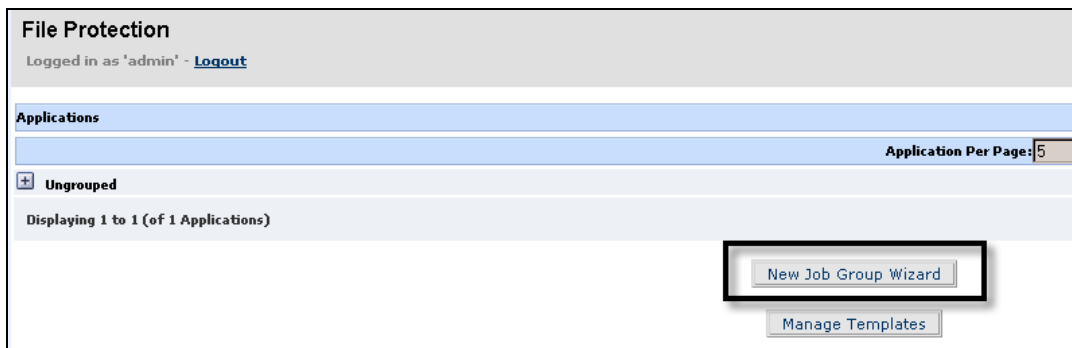 File Protection
Logged in as 'admin' - Logout
Applications
Application Per Page: 5
Ungrouped
Displaying 1 to 1 (of 1 Applications)
New Job Group Wizard
Manage Templates